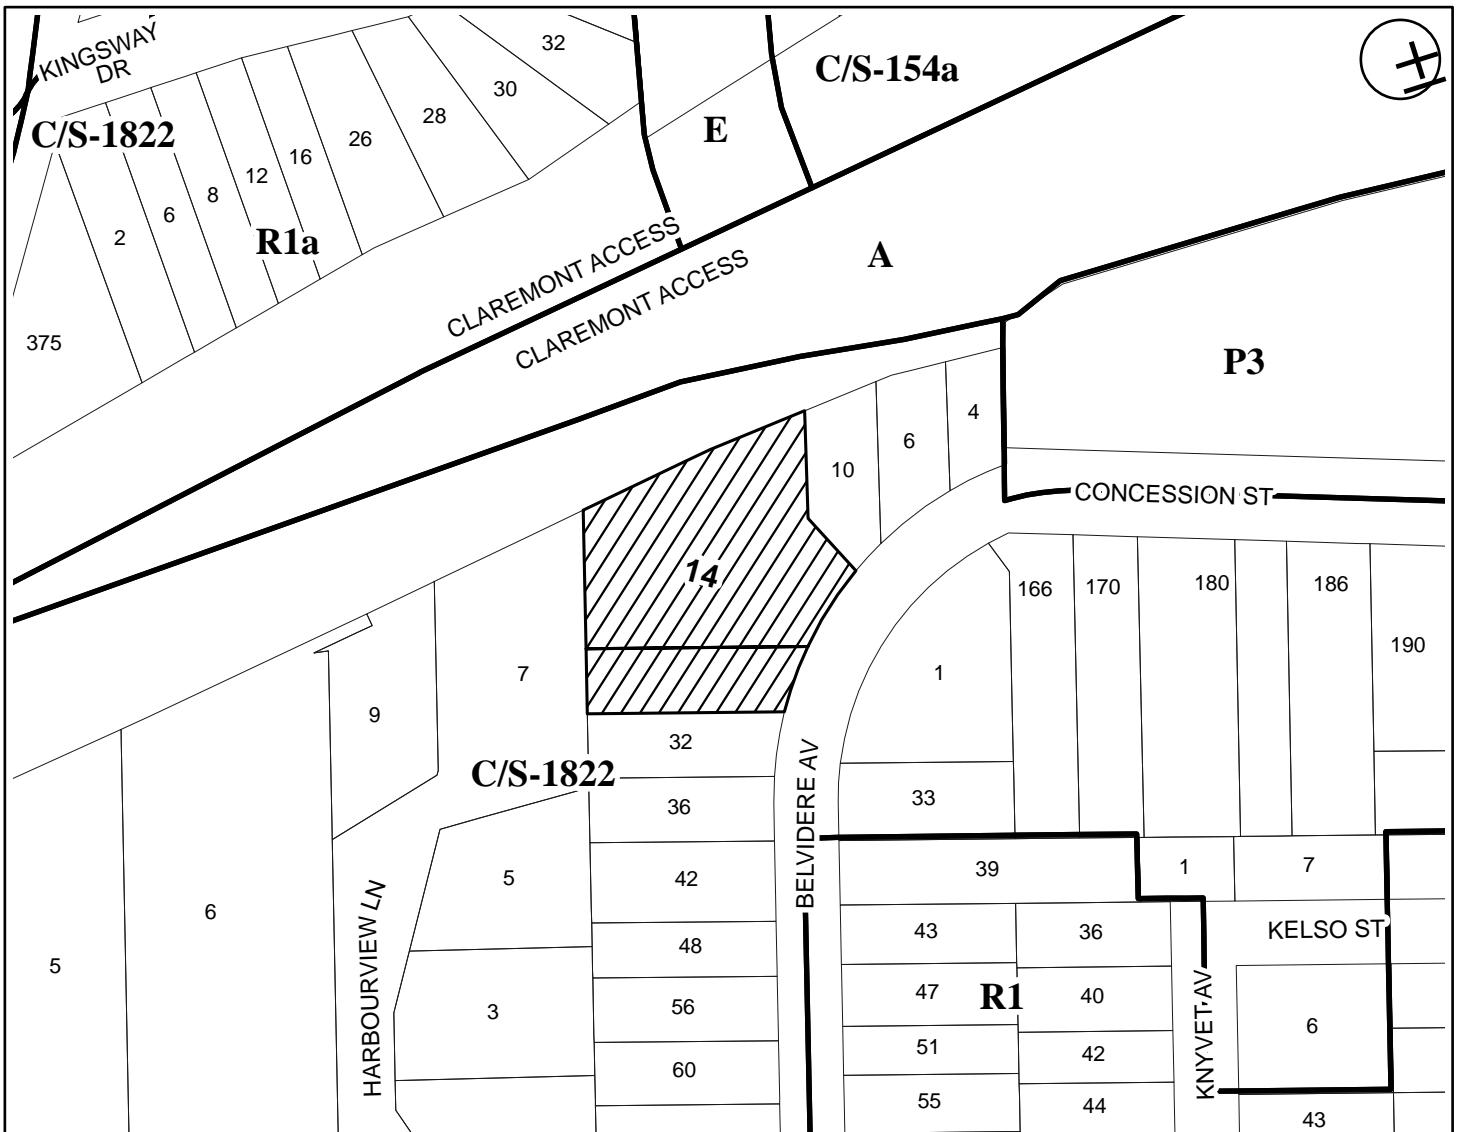 KINGSWAY
DR
32
30
28
26
16
12
8
6
2
375
C/S-1822
R1a
E
C/S-154a
A
P3
CLAREMONT ACCESS
CLAREMONT ACCESS
4
6
10
14
CONCESSION ST
166
170
180
186
190
1
7
9
32
C/S-1822
36
33
BELVIDERE AV
39
1
7
5
42
6
HARBOURVIEW LN
43
36
KELSO ST
48
5
47
R1
40
3
56
KNYVET AV
6
51
42
60
55
44
43